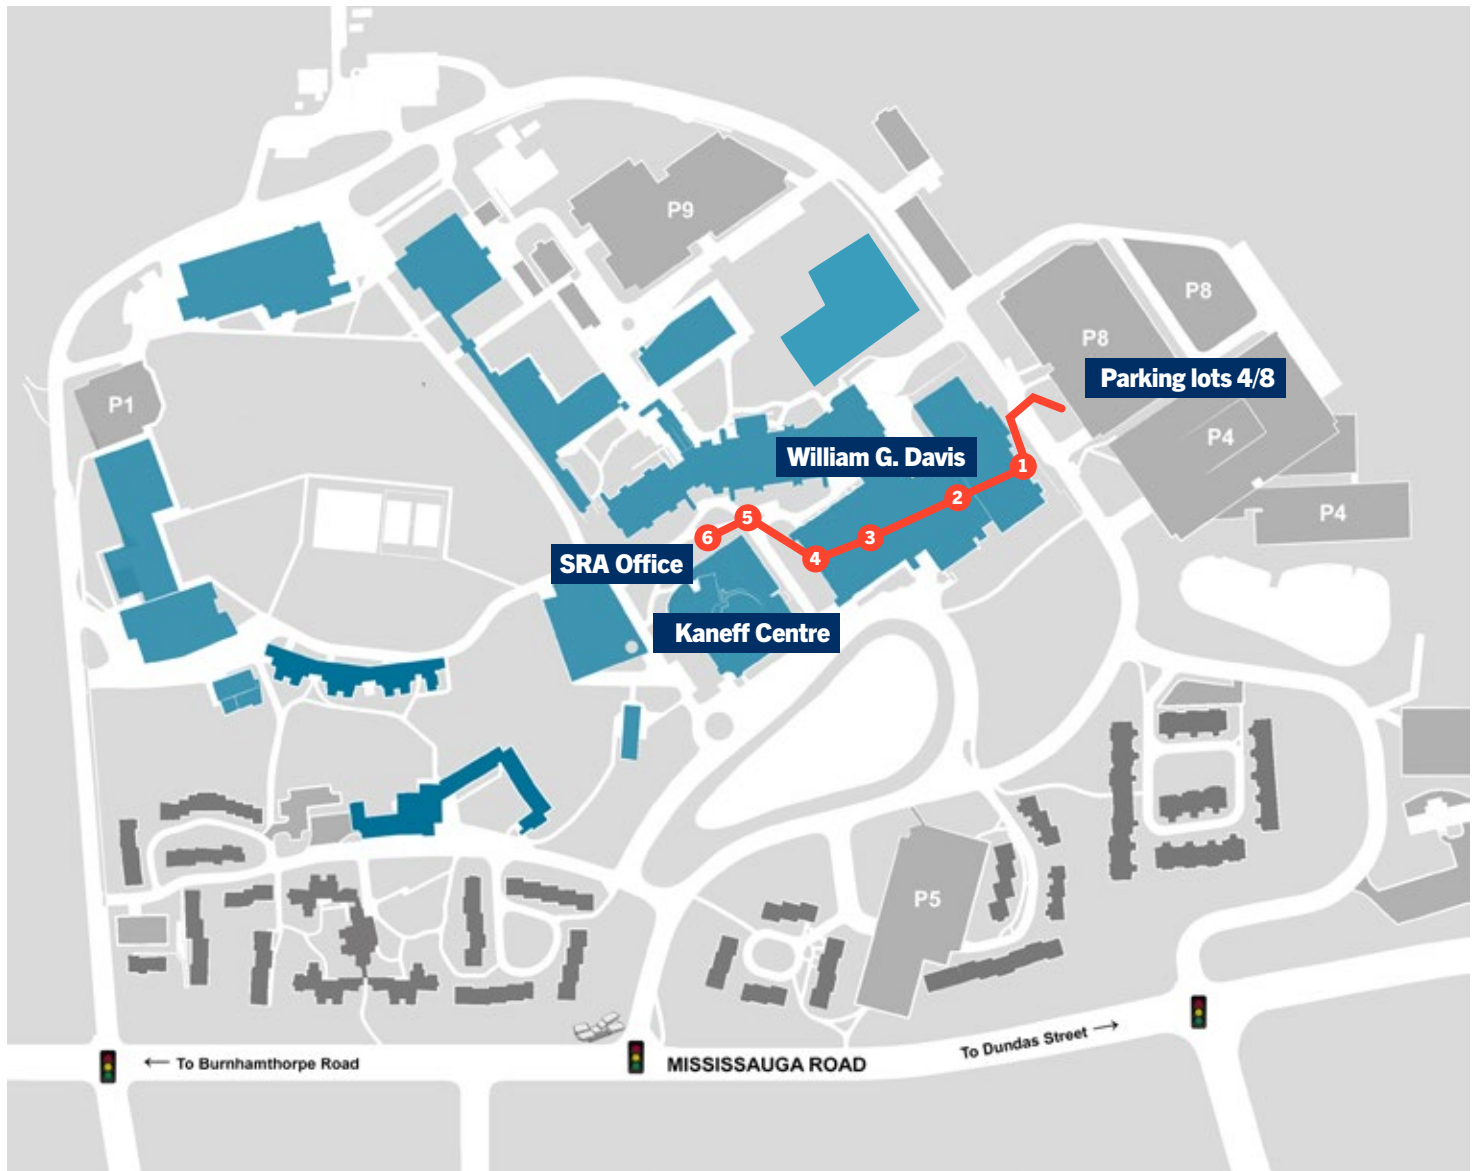 P9
P8
P8
Parking lots 4/8
P1
P4
William G. Davis
1
2
P4
5
6
3
4
SRA Office
Kaneff Centre
P5
To Dundas Street →
← To Burnhamthorpe Road
MISSISSAUGA ROAD